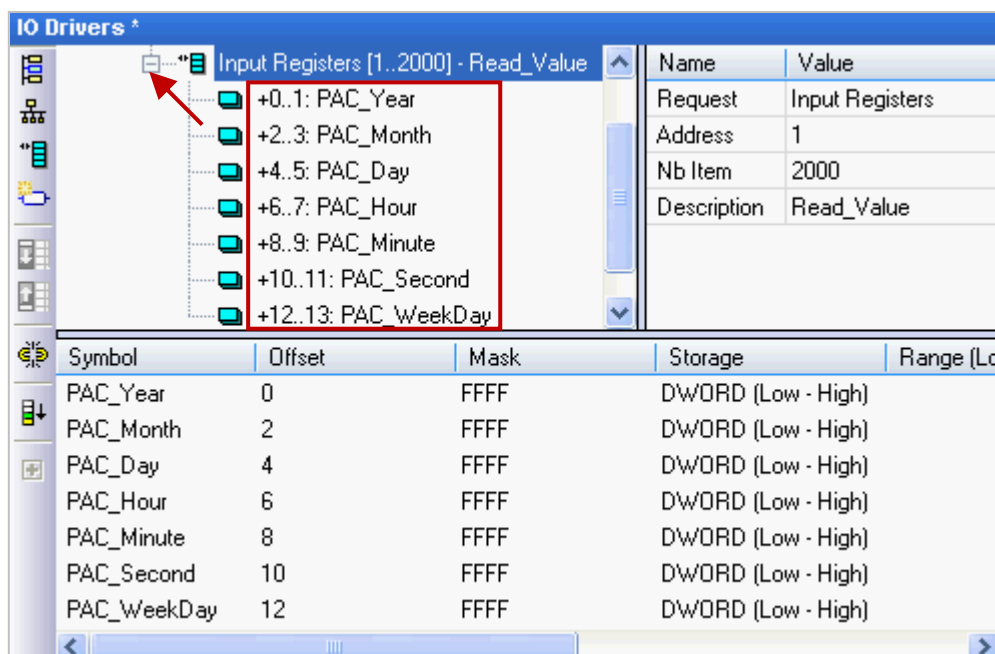 IO Drivers *
Input Registers [1..2000] - Read_Value
+0..1: PAC_Year
+2..3: PAC_Month
+4..5: PAC_Day
+6..7: PAC_Hour
+8..9: PAC_Minute
+10..11: PAC_Second
+12..13: PAC_WeekDay
Name Value
Request Input Registers
Address 1
Nb Item 2000
Description Read_Value
Symbol Offset Mask Storage Range (Lo
PAC_Year 0 FFFF DWORD (Low - High)
PAC_Month 2 FFFF DWORD (Low - High)
PAC_Day 4 FFFF DWORD (Low - High)
PAC_Hour 6 FFFF DWORD (Low - High)
PAC_Minute 8 FFFF DWORD (Low - High)
PAC_Second 10 FFFF DWORD (Low - High)
PAC_WeekDay 12 FFFF DWORD (Low - High)